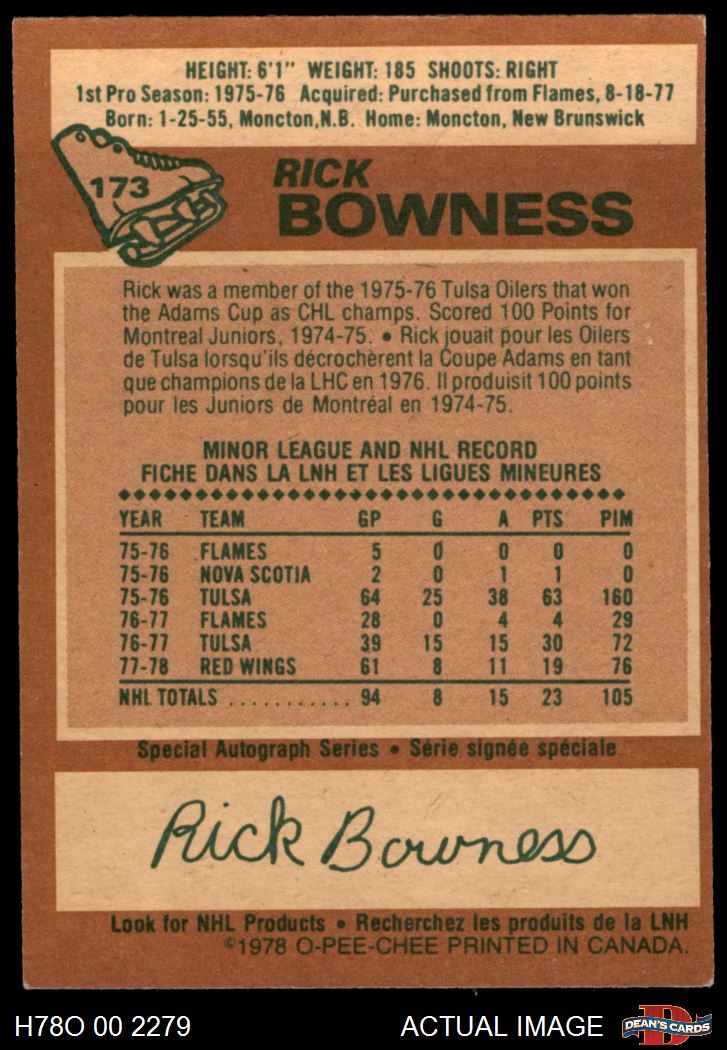 HEIGHT: 6'1" WEIGHT: 185 SHOOTS: RIGHT
1st Pro Season: 1975-76 Acquired: Purchased from Flames, 8-18-77
Born: 1-25-55, Moncton,N.B. Home: Moncton, New Brunswick
173
RICK
BOWNESS
Rick was a member of the 1975-76 Tulsa Oilers that won
the Adams Cup as CHL champs. Scored 100 Points for
Montreal Juniors, 1974-75. • Rick jouait pour les Oilers
de Tulsa lorsqu'ils décrochèrent la Coupe Adams en tant
que champions de la LHC en 1976. Il produisit 100 points
pour les Juniors de Montréal en 1974-75.
MINOR LEAGUE AND NHL RECORD
FICHE DANS LA LNH ET LES LIGUES MINEURES
YEAR TEAM GP G A PTS PIM
75-76 FLAMES 5 0 0 0 0
75-76 NOVA SCOTIA 2 0 1 1 0
75-76 TULSA 64 25 38 63 160
76-77 FLAMES 28 0 4 4 29
76-77 TULSA 39 15 15 30 72
77-78 RED WINGS 61 8 11 19 76
NHL TOTALS ........... 94 8 15 23 105
Special Autograph Series • Série signée spéciale
Rick Bowness
Look for NHL Products • Recherchez les produits de la LNH
©1978 O-PEE-CHEE PRINTED IN CANADA.
H78O 00 2279 ACTUAL IMAGE
D
DEAN'S CARDS